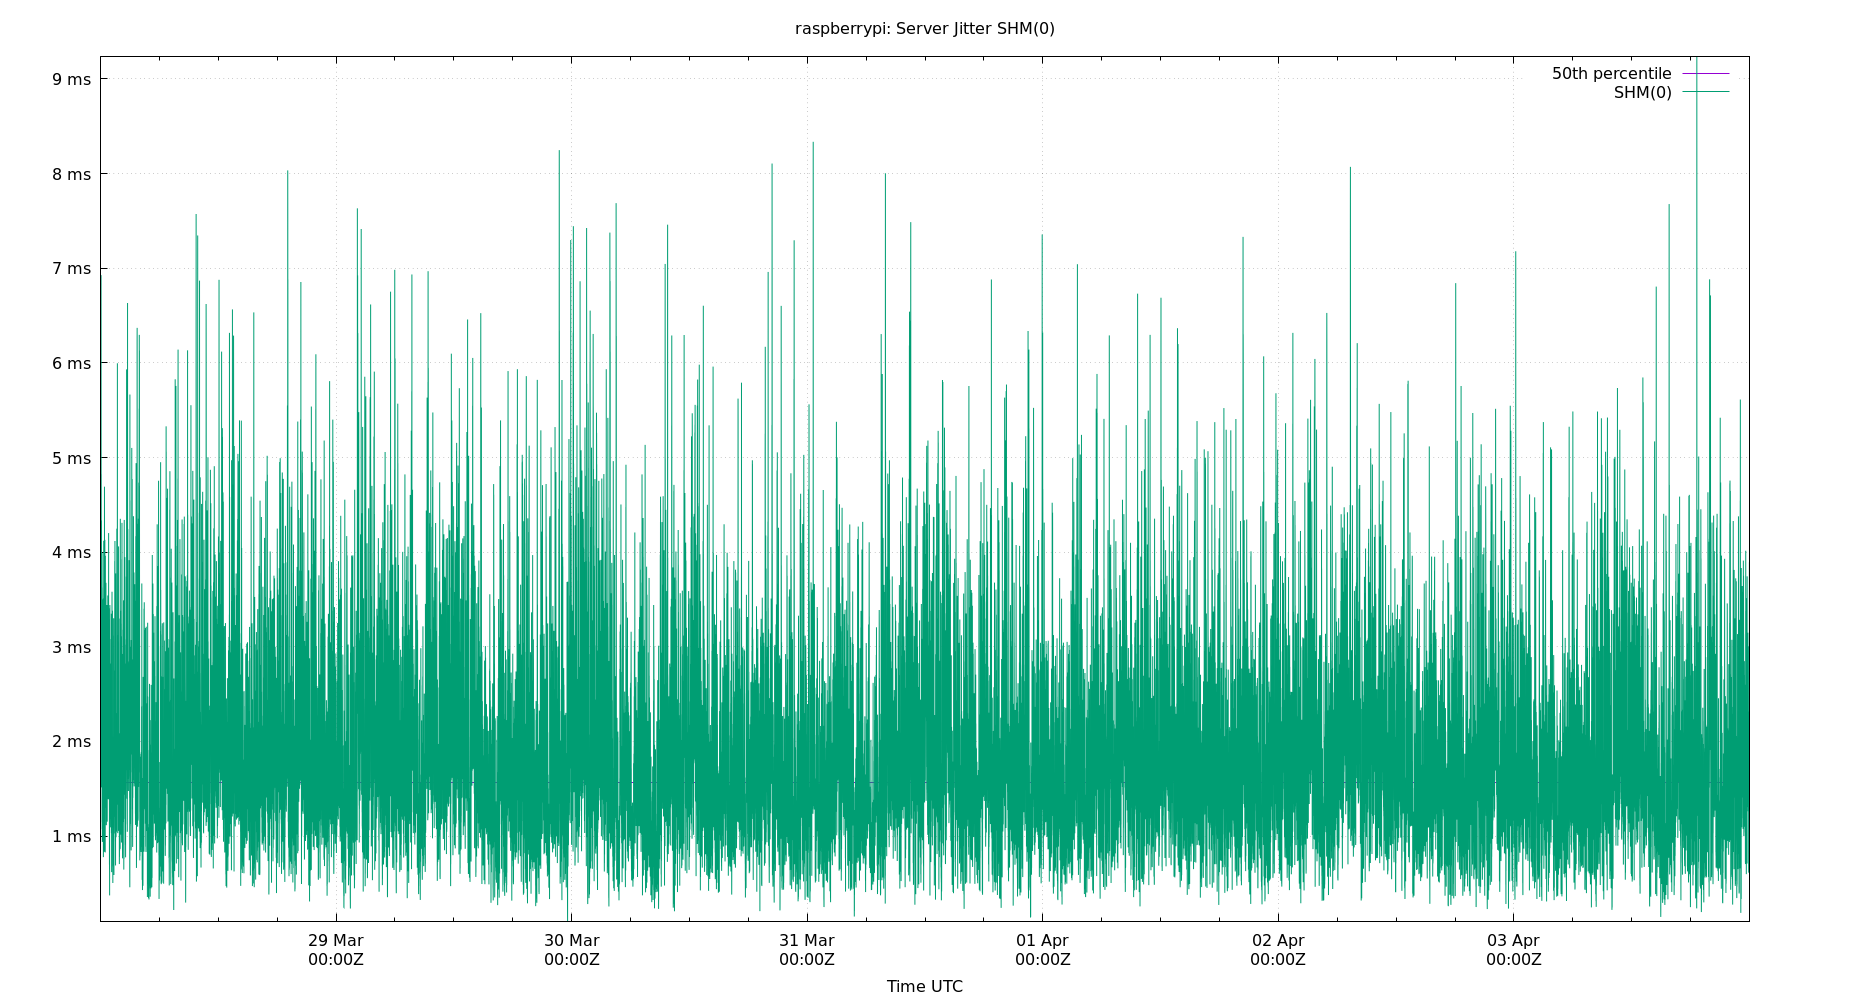 raspberrypi: Server Jitter SHM(0)
50th percentile
SHM(0)
9 ms
8 ms
7 ms
6 ms
5 ms
4 ms
3 ms
2 ms
1 ms
29 Mar 30 Mar 31 Mar 01 Apr 02 Apr 03 Apr
00:00Z 00:00Z 00:00Z 00:00Z 00:00Z 00:00Z
Time UTC